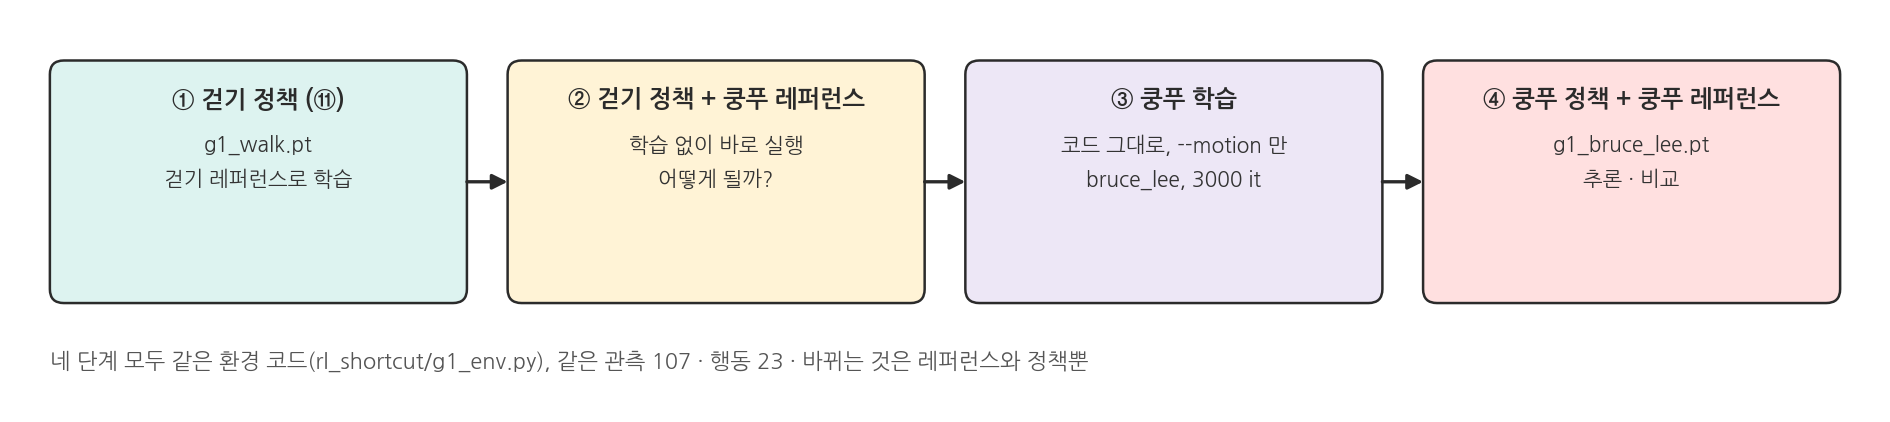 ① 걷기 정책 (⑪)
g1_walk.pt
걷기 레퍼런스로 학습
② 걷기 정책 + 쿵푸 레퍼런스
학습 없이 바로 실행
어떻게 될까?
③ 쿵푸 학습
코드 그대로, --motion 만
bruce_lee, 3000 it
④ 쿵푸 정책 + 쿵푸 레퍼런스
g1_bruce_lee.pt
추론 · 비교
네 단계 모두 같은 환경 코드(rl_shortcut/g1_env.py), 같은 관측 107 · 행동 23 · 바뀌는 것은 레퍼런스와 정책뿐